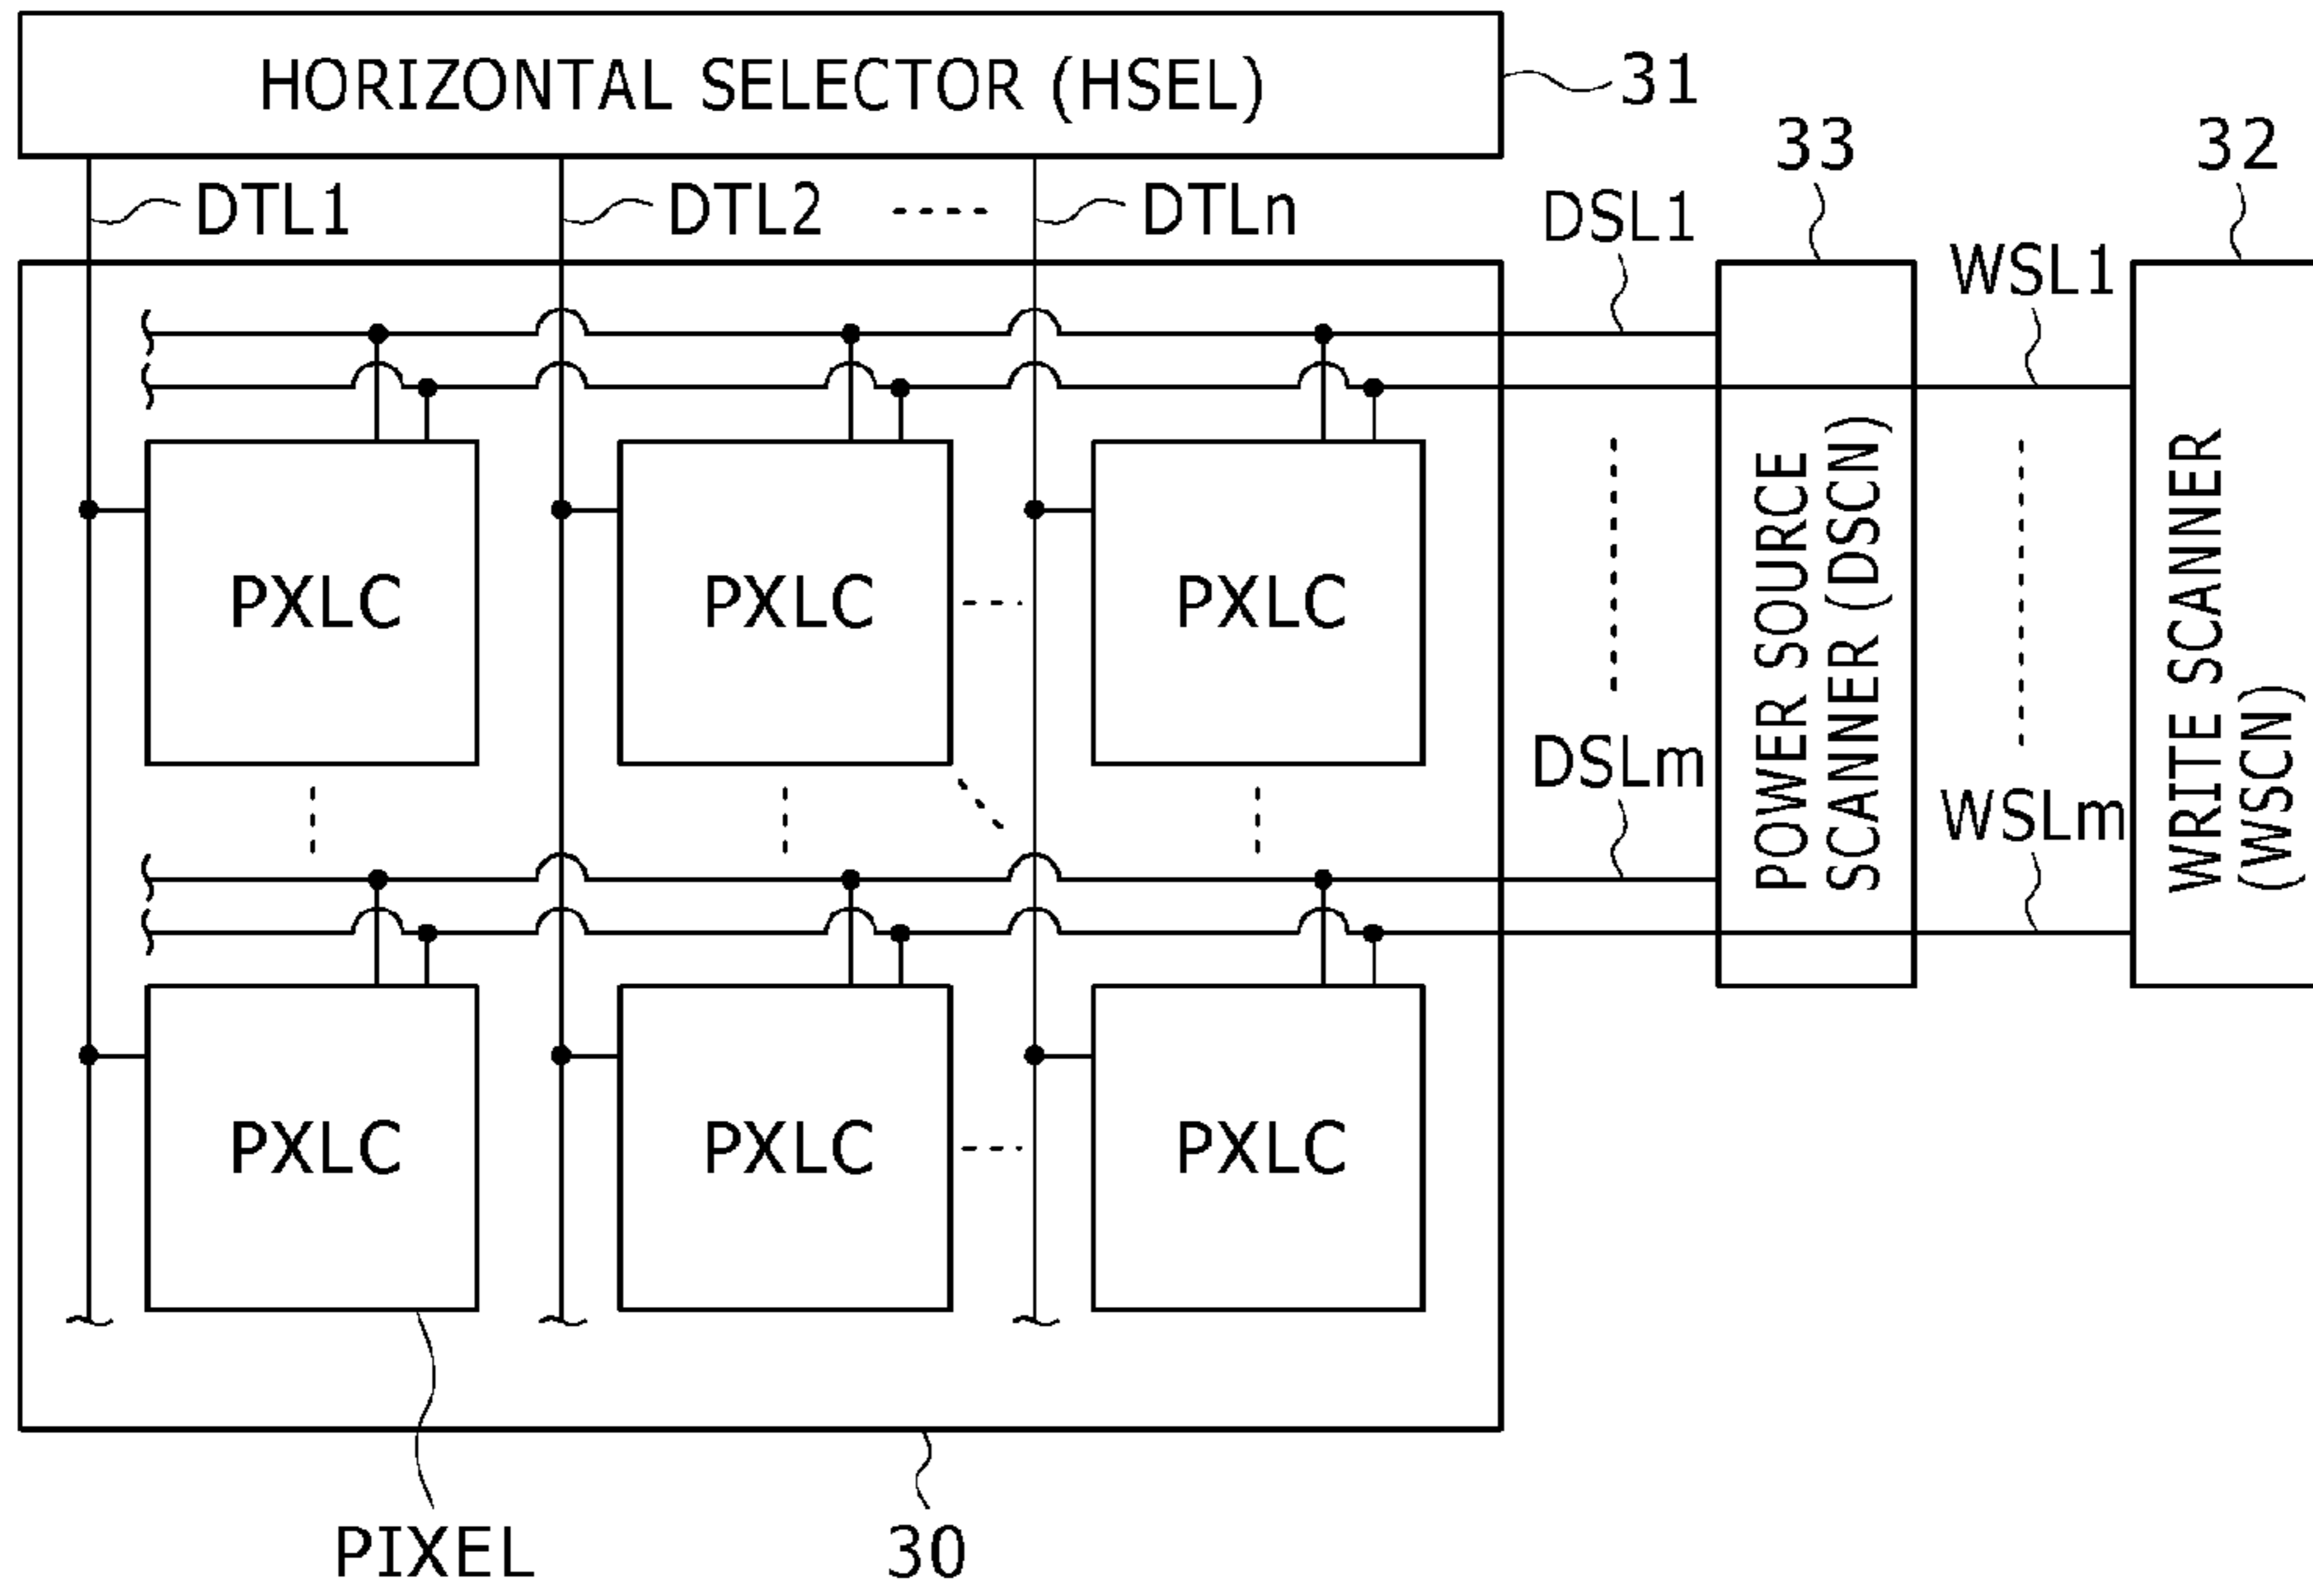 HORIZONTAL SELECTOR (HSEL)
31
33
32
DTL1
DTL2
DTLn
DSL1
WSL1
PXLC
PXLC
PXLC
POWER SOURCE
SCANNER (DSCN)
WRITE SCANNER
(WSCN)
DSLm
WSLm
PXLC
PXLC
PXLC
PIXEL
30